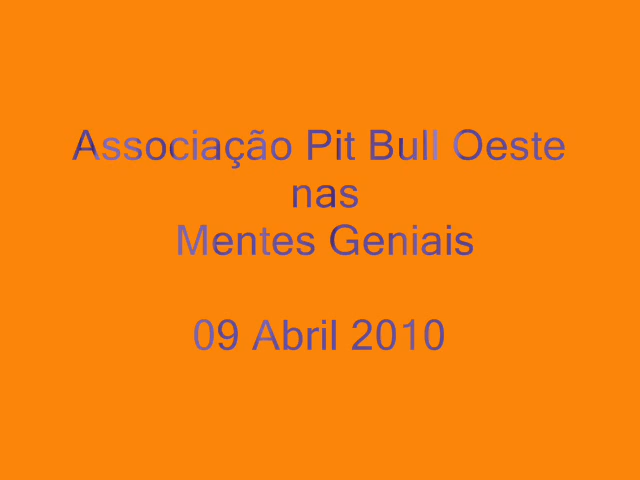 Associação Pit Bull Oeste
nas
Mentes Geniais
09 Abril 2010